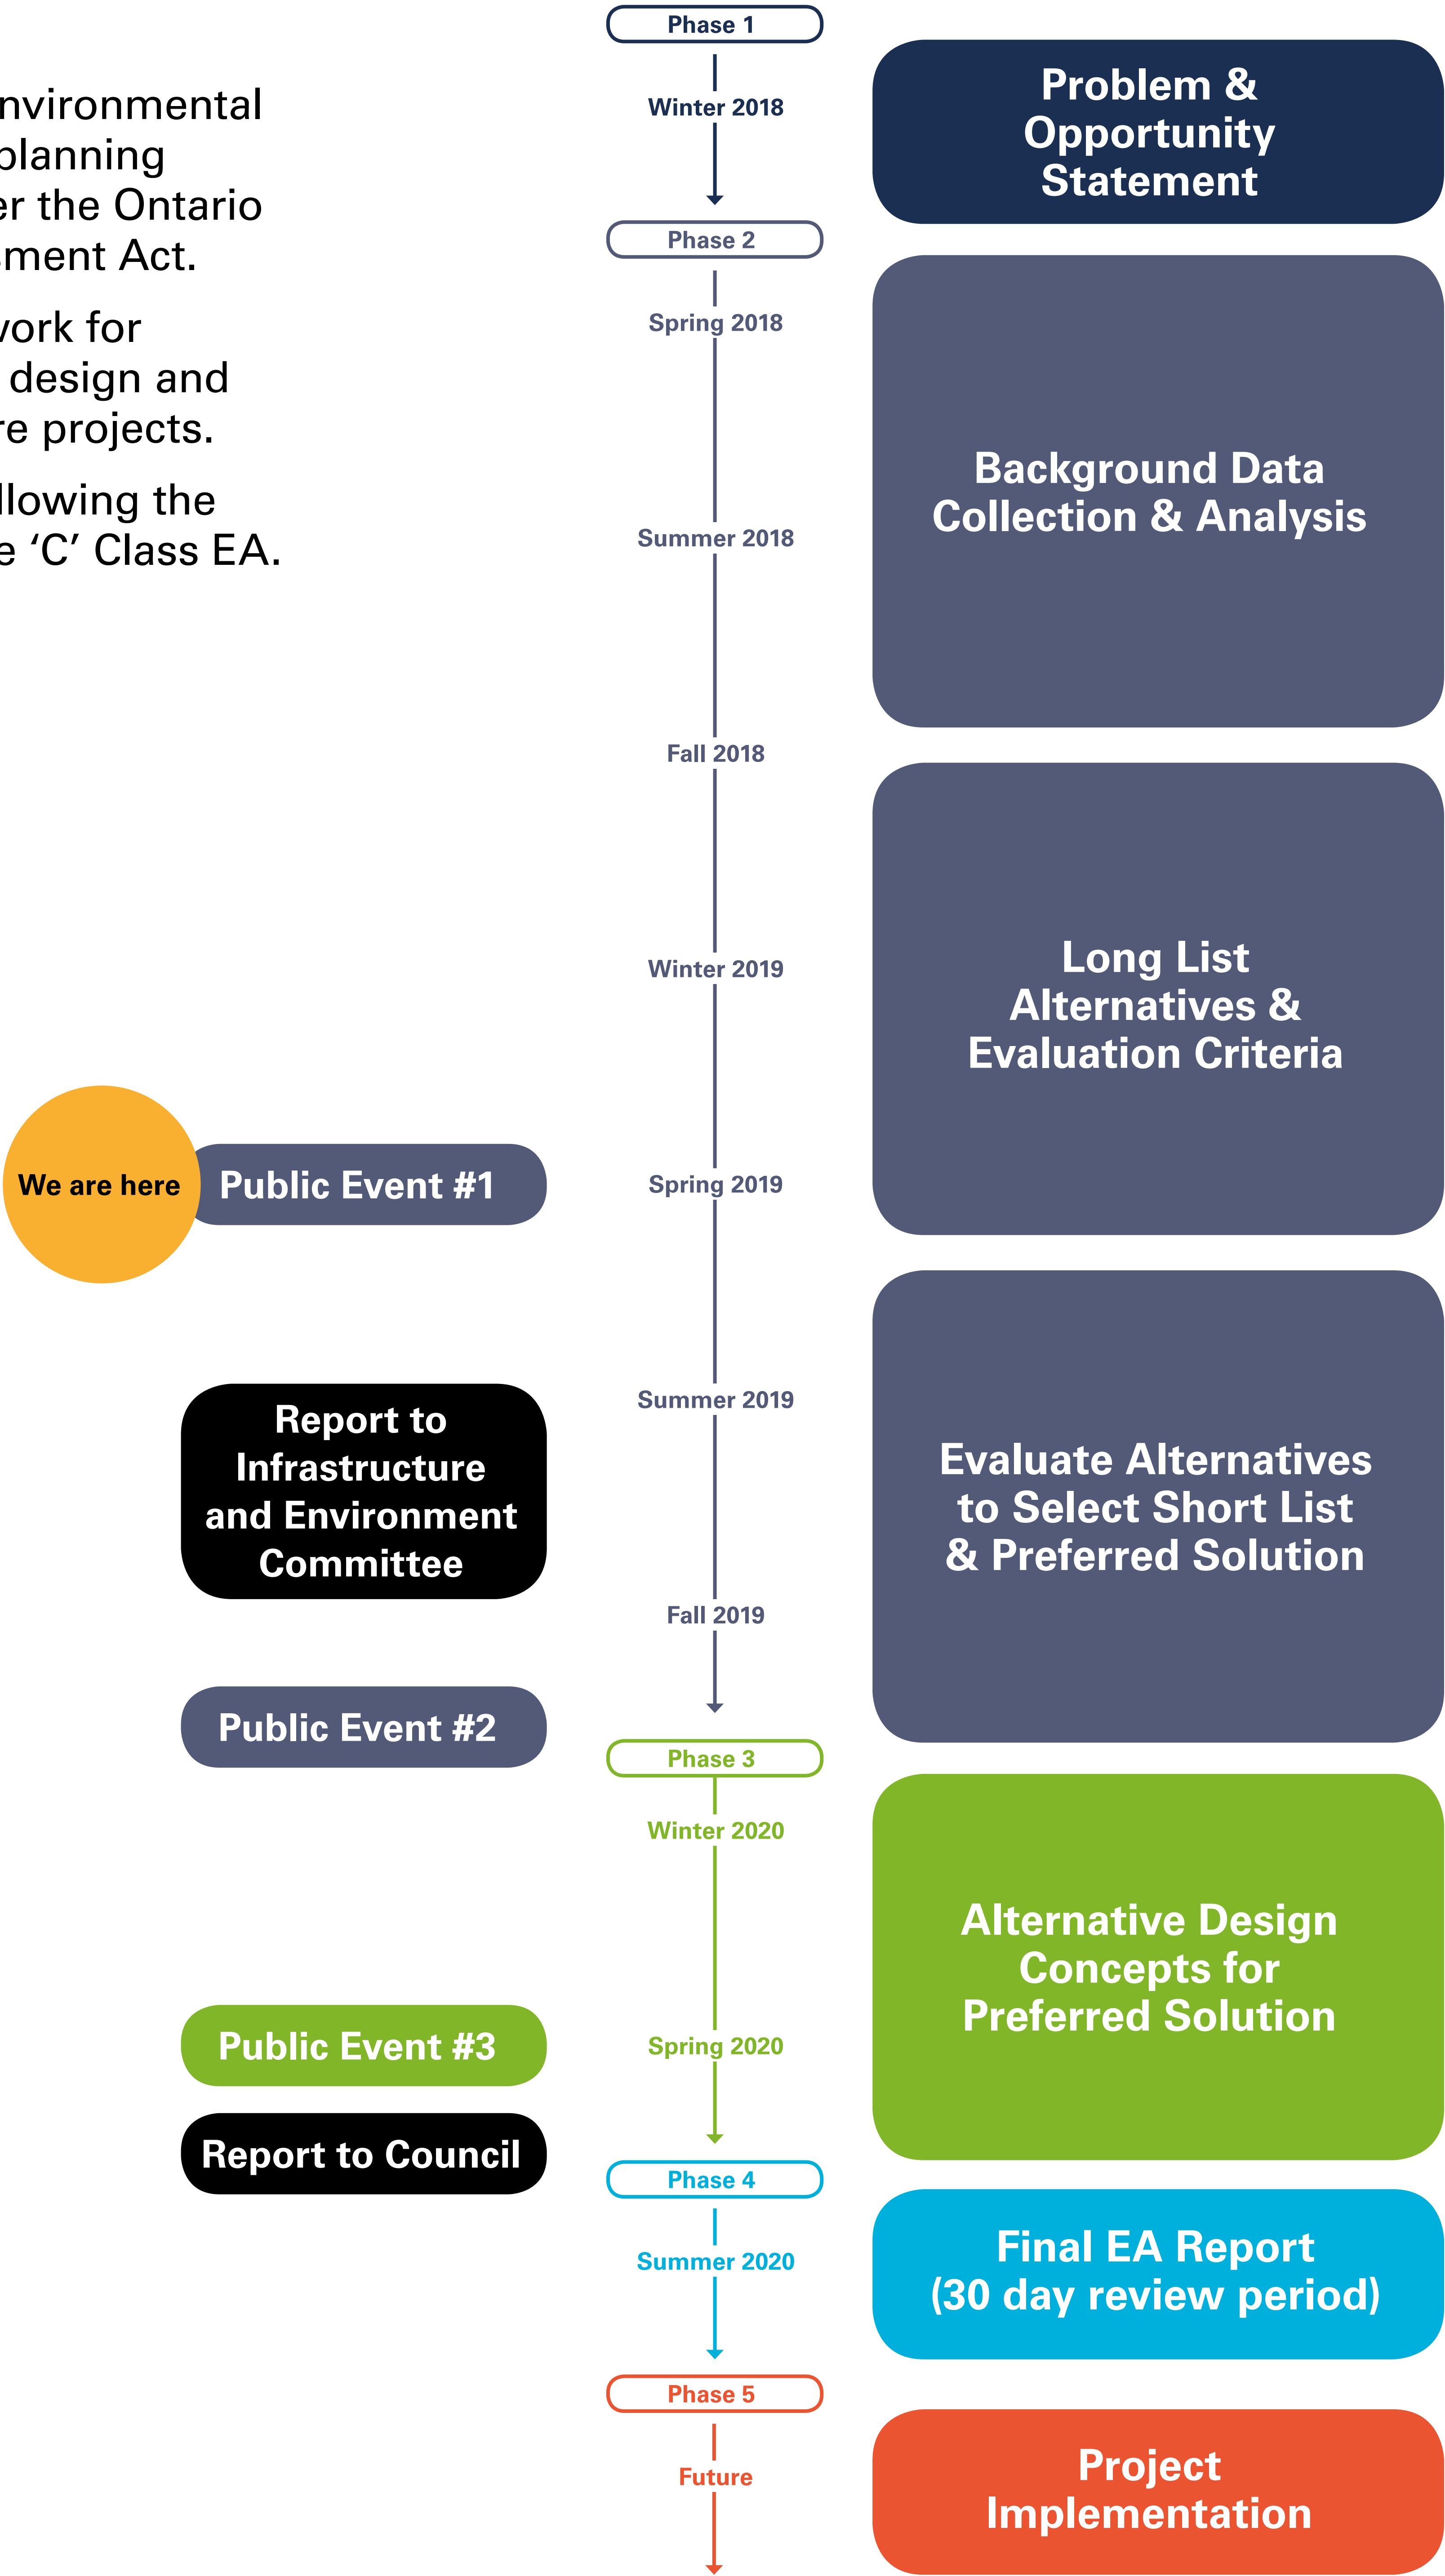 nvironmental
planning
er the Ontario
sment Act.
work for
design and
re projects.
llowing the
e ‘C’ Class EA.
Phase 1
Winter 2018
Problem &
Opportunity
Statement
Phase 2
Spring 2018
Background Data
Collection & Analysis
Summer 2018
Fall 2018
Long List
Alternatives &
Evaluation Criteria
Winter 2019
We are here
Public Event #1
Spring 2019
Report to
Infrastructure
and Environment
Committee
Summer 2019
Evaluate Alternatives
to Select Short List
& Preferred Solution
Fall 2019
Public Event #2
Phase 3
Winter 2020
Alternative Design
Concepts for
Preferred Solution
Public Event #3
Spring 2020
Report to Council
Phase 4
Summer 2020
Final EA Report
(30 day review period)
Phase 5
Future
Project
Implementation